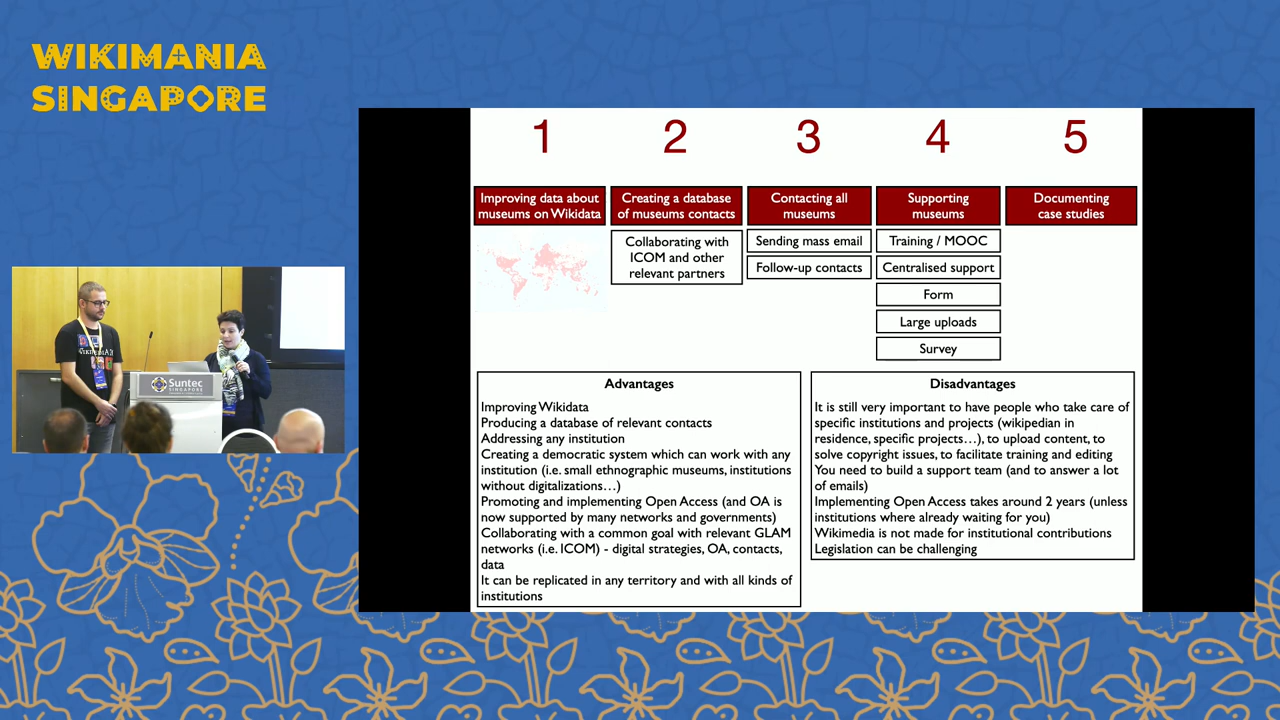 WIKIMANIA
SINGAPORE
1
2
3
4
5
Improving data about
museums on Wikidata
Creating a database
of museums contacts
Contacting all
museums
Supporting
museums
Documenting
case studies
Collaborating with
ICOM and other
relevant partners
Sending mass email
Follow-up contacts
Training / MOOC
Centralised support
Form
Large uploads
Survey
Advantages
Improving Wikidata
Producing a database of relevant contacts
Addressing any institution
Creating a democratic system which can work with any
institution (i.e. small ethnographic museums, institutions
without digitalizations…)
Promoting and implementing Open Access (and OA is
now supported by many networks and governments)
Collaborating with a common goal with relevant GLAM
networks (i.e. ICOM) - digital strategies, OA, contacts,
data
It can be replicated in any territory and with all kinds of
institutions
Disadvantages
It is still very important to have people who take care of
specific institutions and projects (wikipedian in
residence, specific projects…), to upload content, to
solve copyright issues, to facilitate training and editing
You need to build a support team (and to answer a lot
of emails)
Implementing Open Access takes around 2 years (unless
institutions where already waiting for you)
Wikimedia is not made for institutional contributions
Legislation can be challenging
Suntec
SINGAPORE